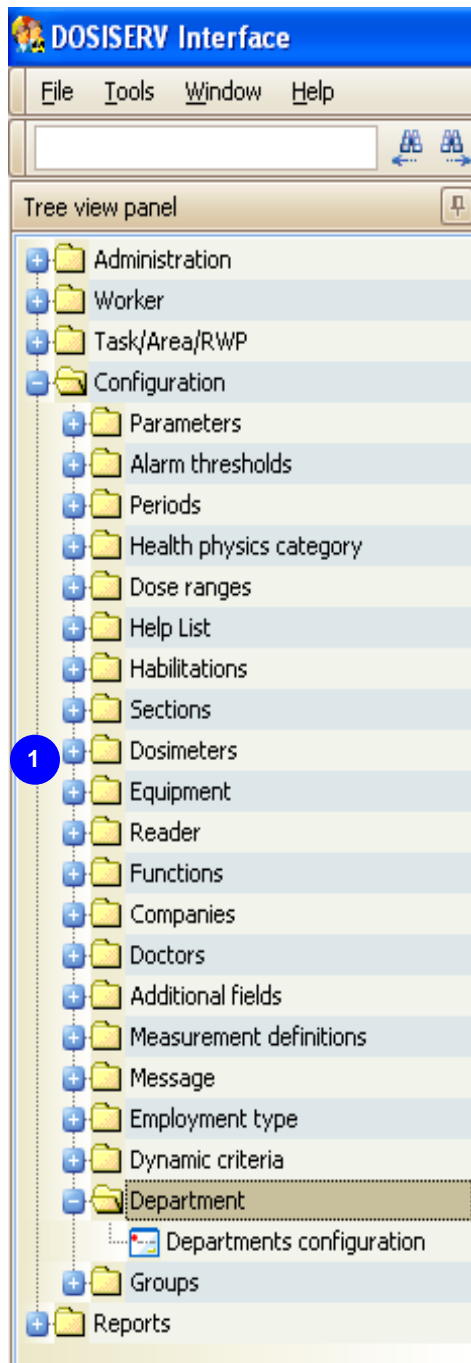 DOSISERV Interface
File Tools Window Help
Tree view panel
Administration
Worker
Task/Area/RWP
Configuration
Parameters
Alarm thresholds
Periods
Health physics category
Dose ranges
Help List
Habilitations
Sections
1 Dosimeters
Equipment
Reader
Functions
Companies
Doctors
Additional fields
Measurement definitions
Message
Employment type
Dynamic criteria
Department
Departments configuration
Groups
Reports